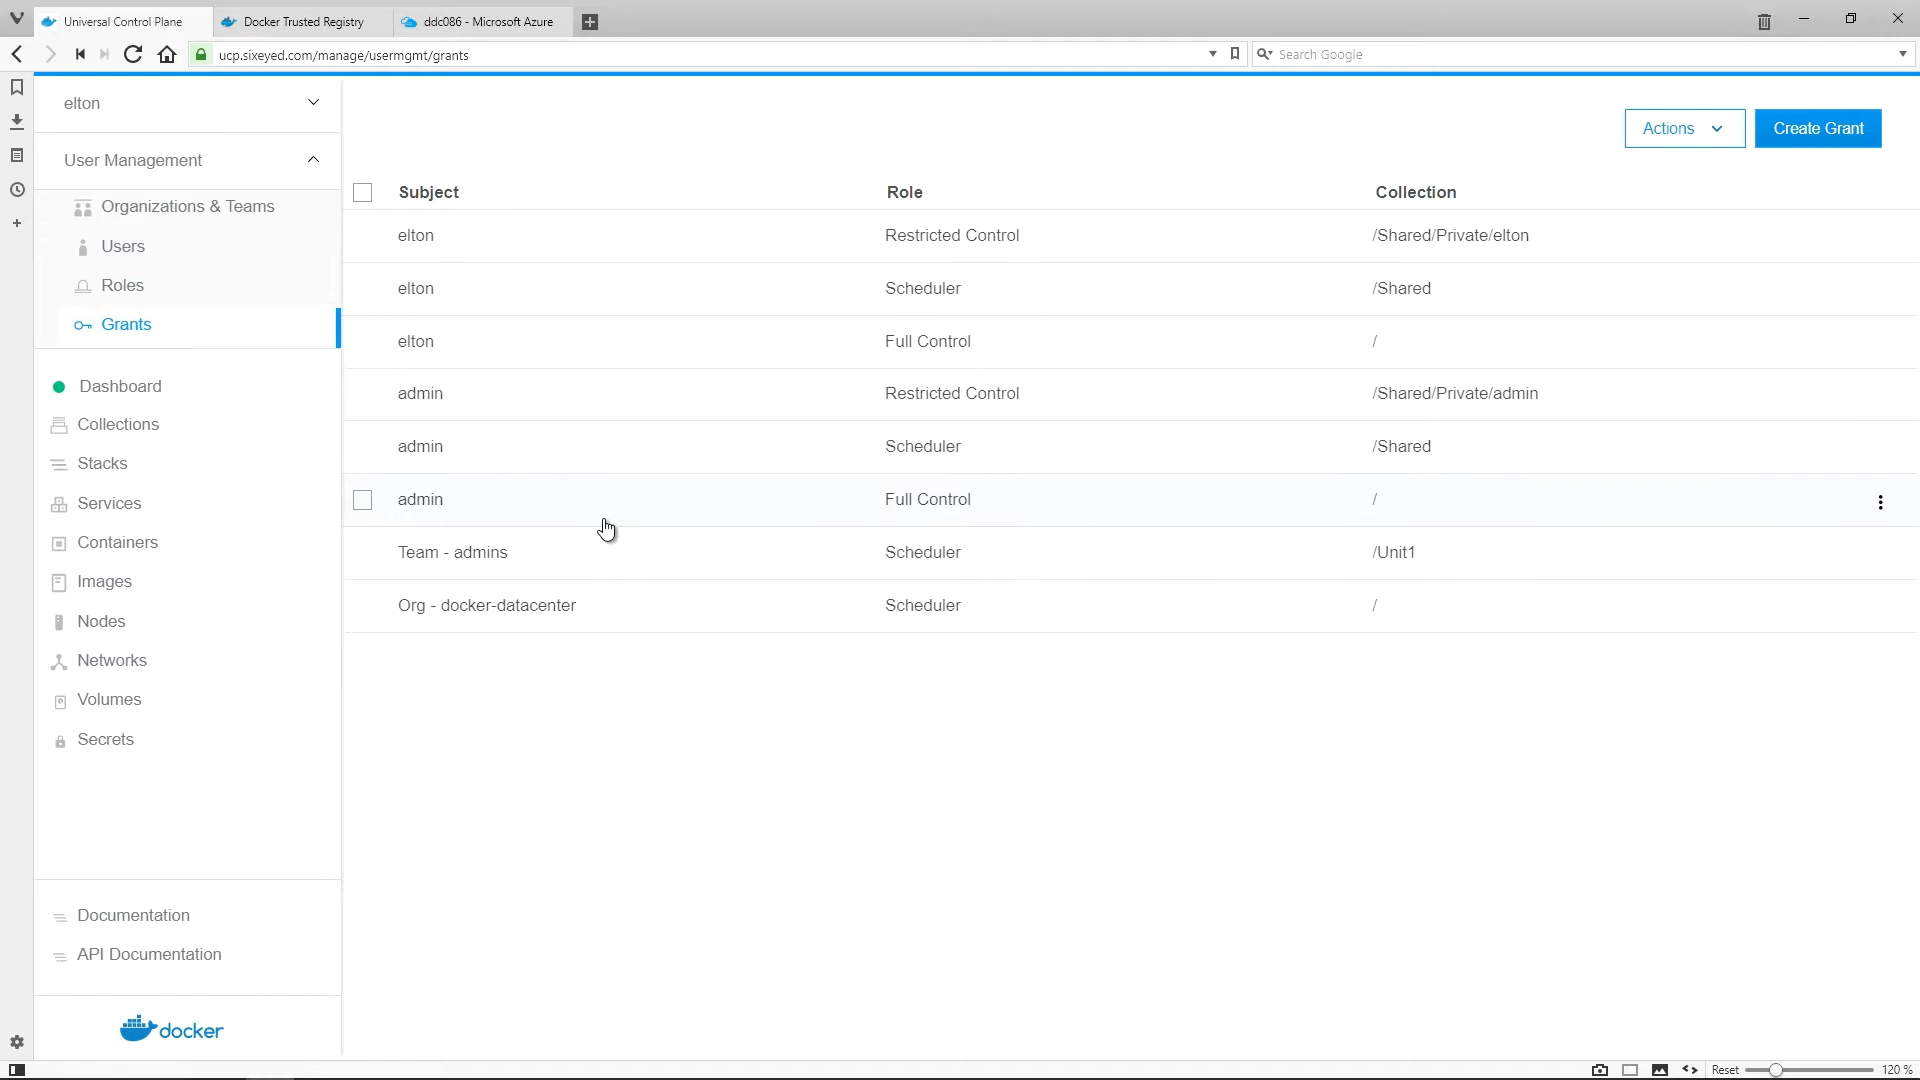 Universal Control Plane
Docker Trusted Registry
ddc086 - Microsoft Azure
ucp.sixeyed.com/manage/usermgmt/grants
Search Google
elton
User Management
Organizations & Teams
Users
Roles
Grants
Dashboard
Collections
Stacks
Services
Containers
Images
Nodes
Networks
Volumes
Secrets
Documentation
API Documentation
docker
Actions
Create Grant
Subject Role Collection
elton Restricted Control /Shared/Private/elton
elton Scheduler /Shared
elton Full Control /
admin Restricted Control /Shared/Private/admin
admin Scheduler /Shared
admin Full Control /
Team - admins Scheduler /Unit1
Org - docker-datacenter Scheduler /
Reset 120 %